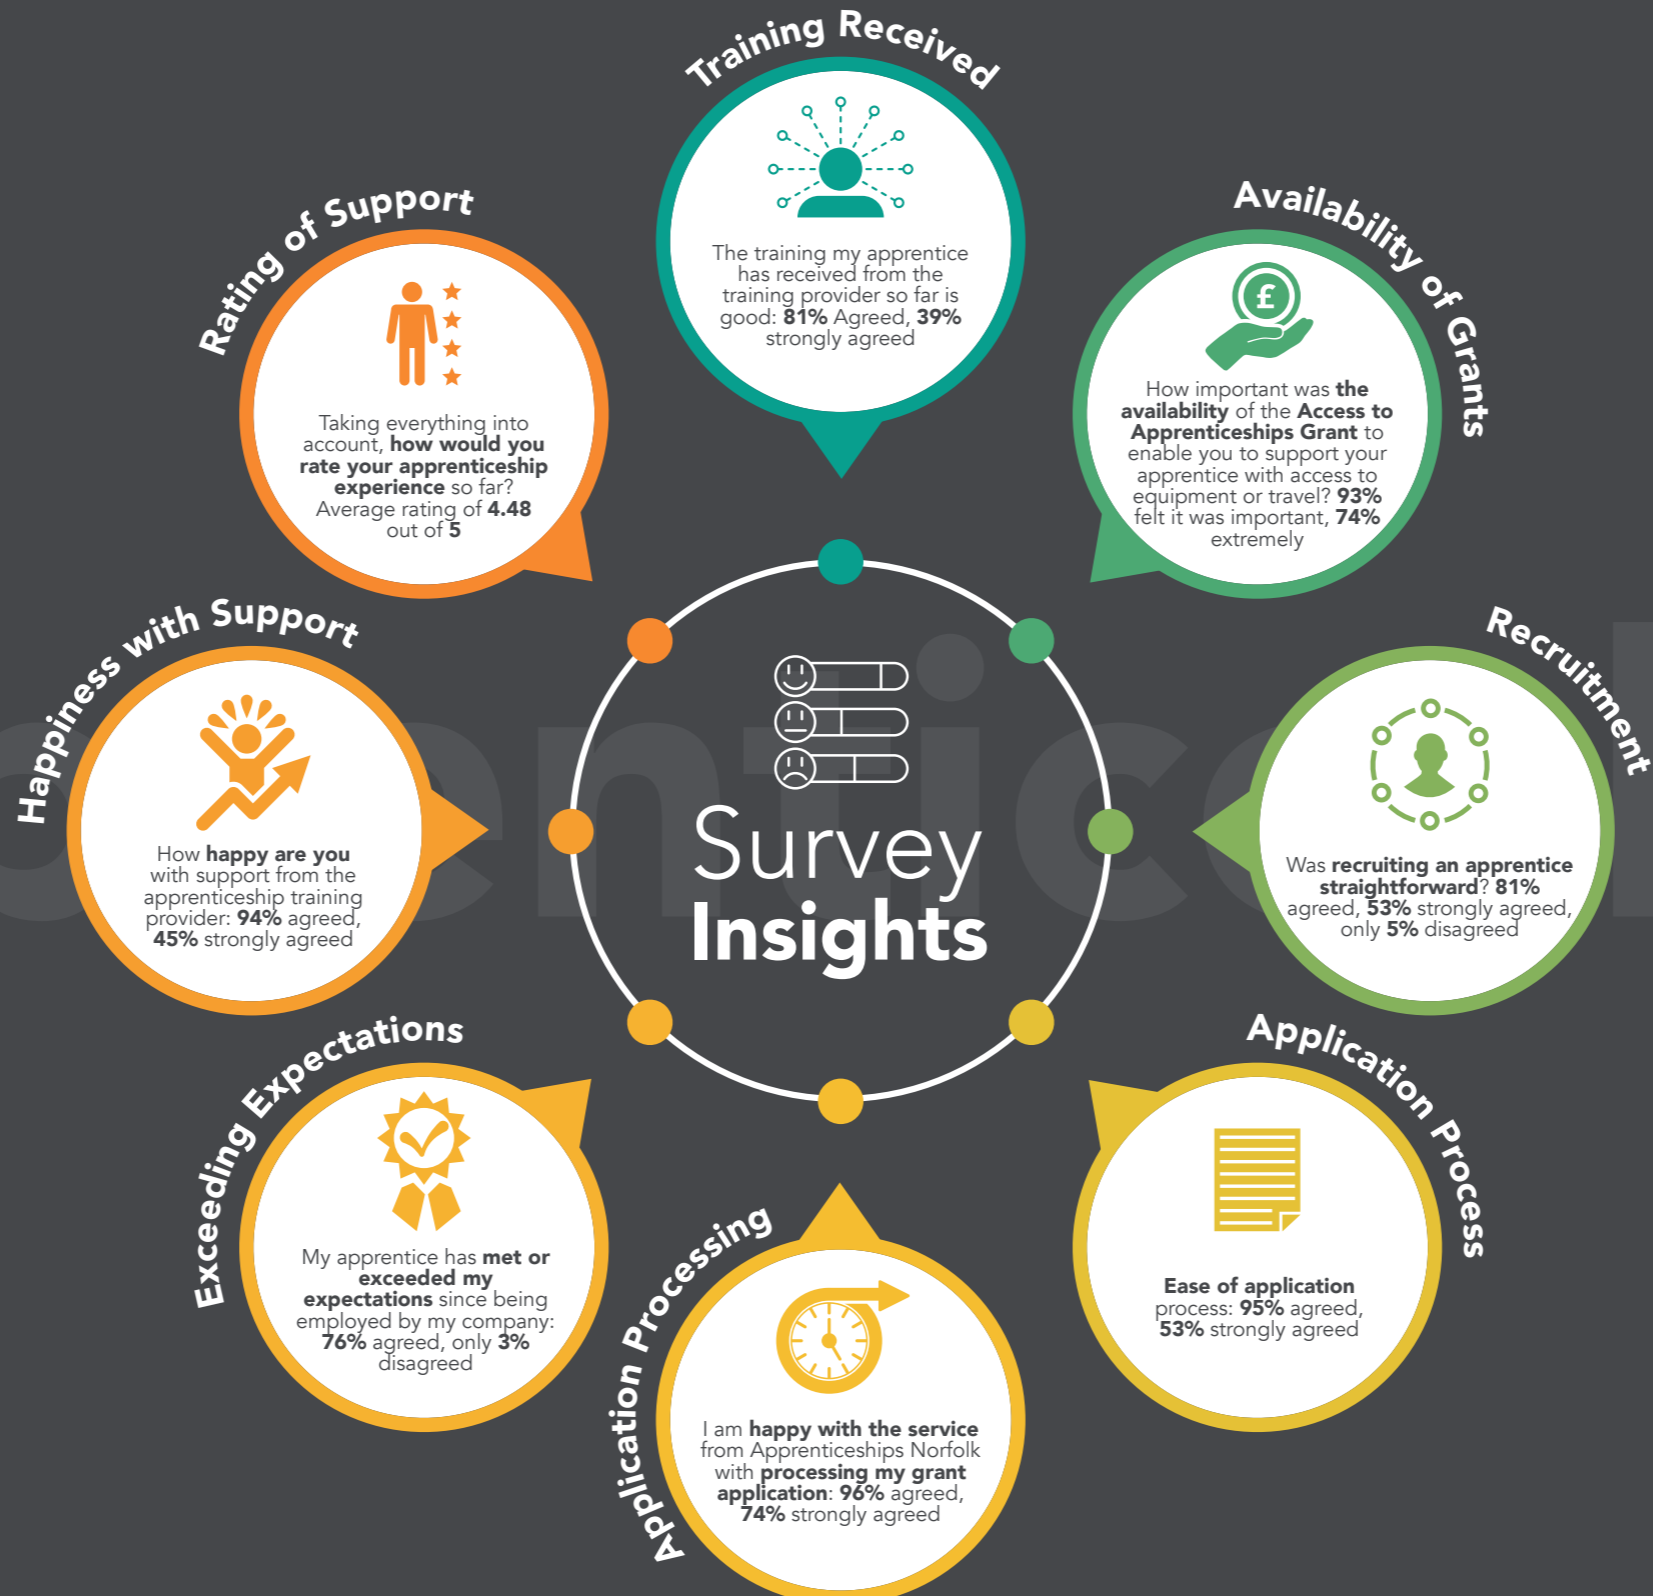 Training Received
The training my apprentice
has received from the
training provider so far is
good: 81% Agreed, 39%
strongly agreed
Availability of Grants
£
How important was the
availability of the Access to
Apprenticeships Grant to
enable you to support your
apprentice with access to
equipment or travel? 93%
felt it was important, 74%
extremely
Recruitment
Was recruiting an apprentice
straightforward? 81%
agreed, 53% strongly agreed,
only 5% disagreed
Application Process
Ease of application
process: 95% agreed,
53% strongly agreed
Application Processing
I am happy with the service
from Apprenticeships Norfolk
with processing my grant
application: 96% agreed,
74% strongly agreed
Exceeding Expectations
My apprentice has met or
exceeded my
expectations since being
employed by my company:
76% agreed, only 3%
disagreed
Happiness with Support
How happy are you
with support from the
apprenticeship training
provider: 94% agreed,
45% strongly agreed
Rating of Support
Taking everything into
account, how would you
rate your apprenticeship
experience so far?
Average rating of 4.48
out of 5
Survey
Insights